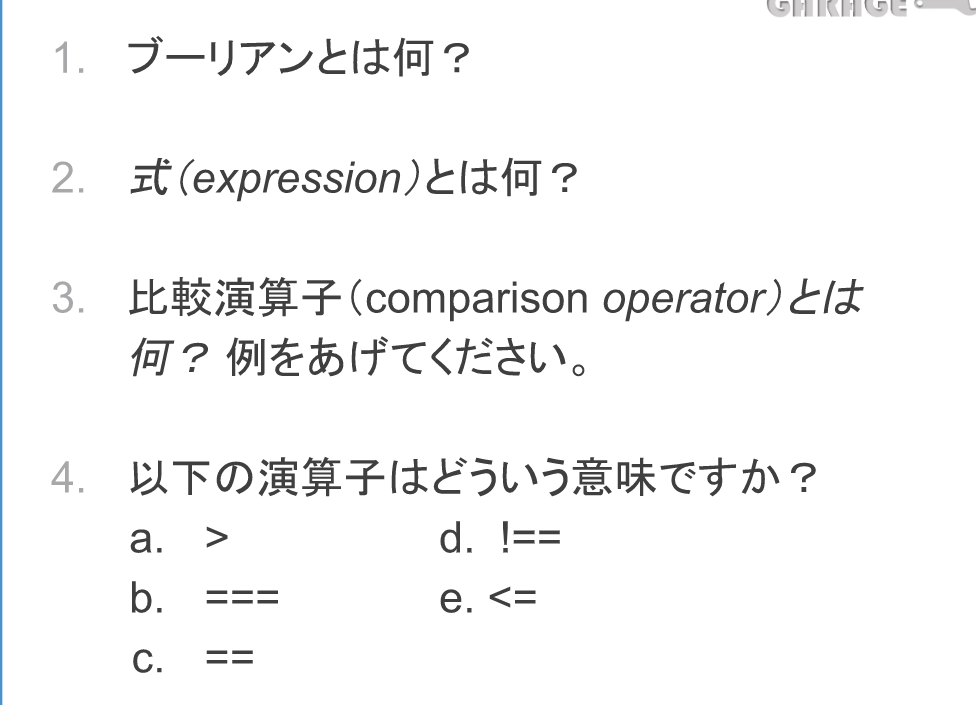 GARAGE
1. ブーリアンとは何？
2. 式（expression）とは何？
3. 比較演算子（comparison operator）とは
何？ 例をあげてください。
4. 以下の演算子はどういう意味ですか？
a. > d. !==
b. === e. <=
c. ==